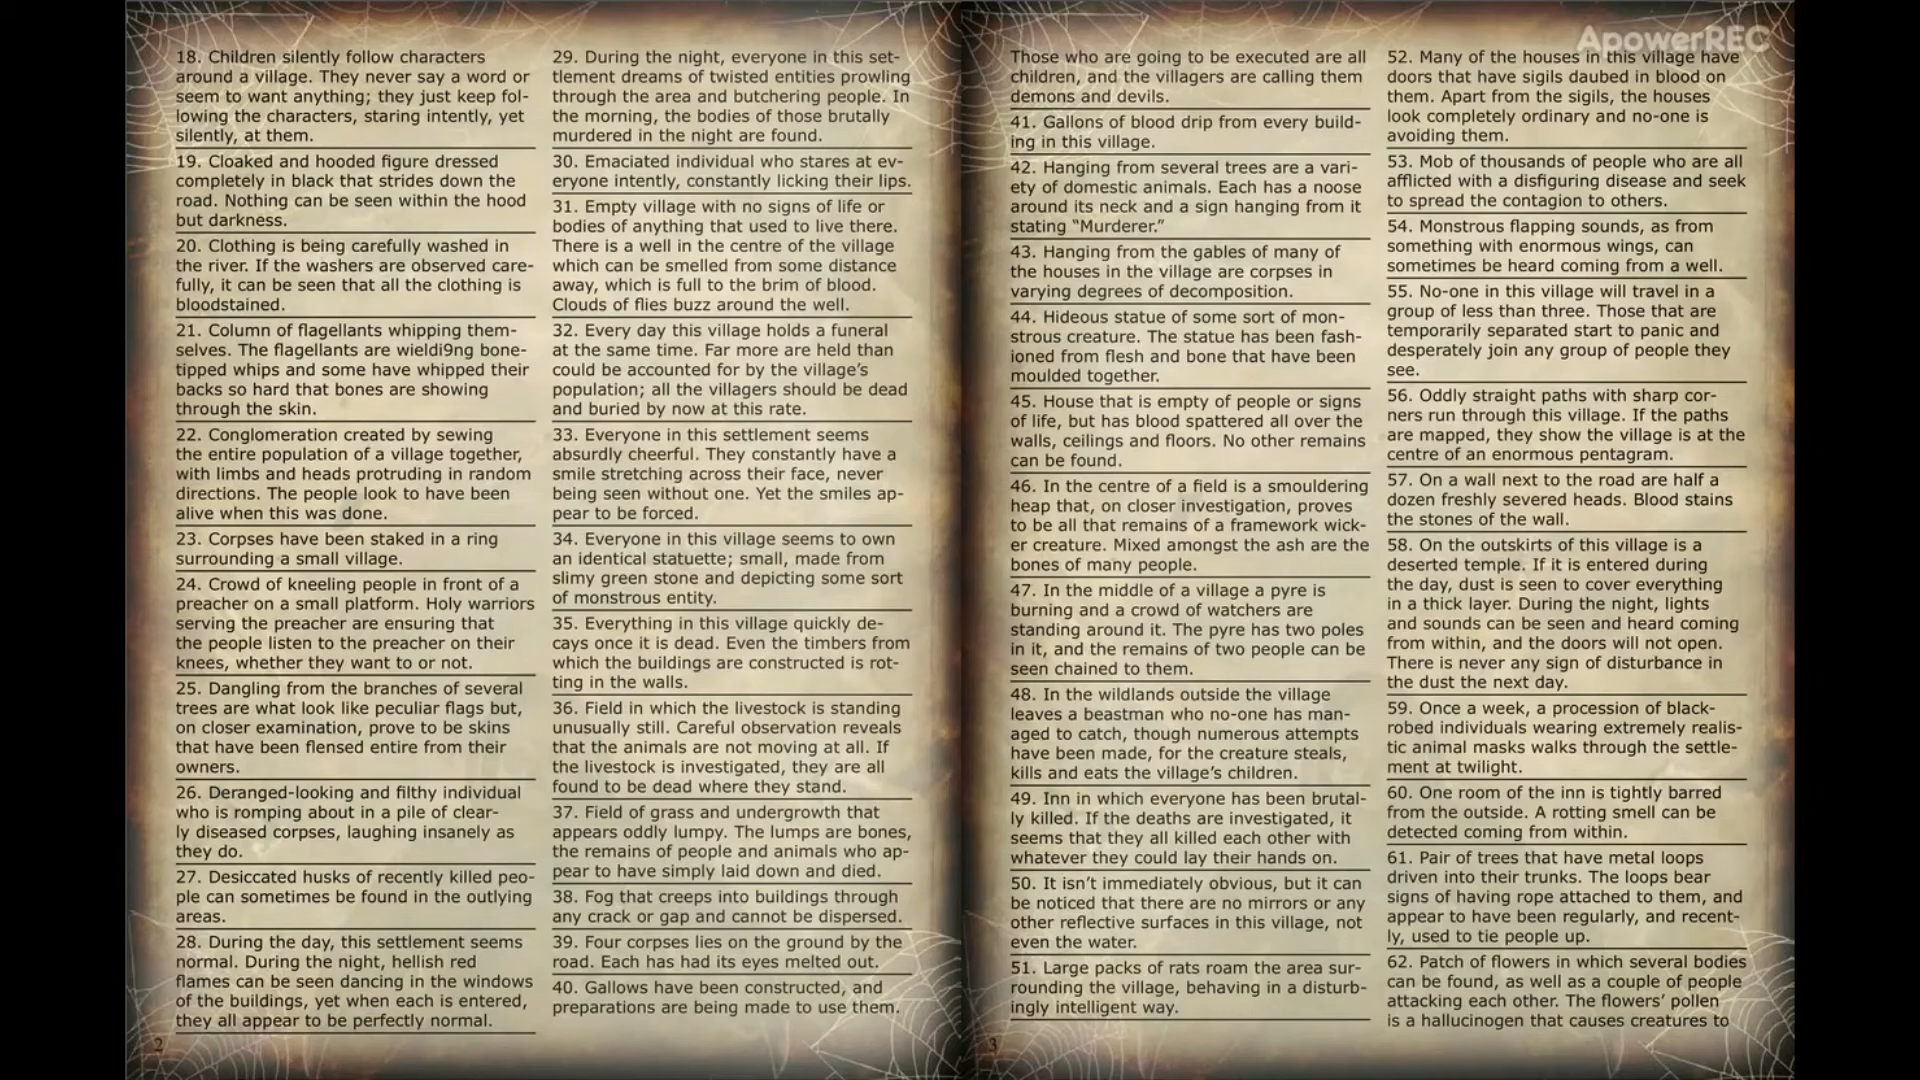 ApowerREC
18. Children silently follow characters
around a village. They never say a word or
seem to want anything; they just keep fol-
lowing the characters, staring intently, yet
silently, at them.
19. Cloaked and hooded figure dressed
completely in black that strides down the
road. Nothing can be seen within the hood
but darkness.
20. Clothing is being carefully washed in
the river. If the washers are observed care-
fully, it can be seen that all the clothing is
bloodstained.
21. Column of flagellants whipping them-
selves. The flagellants are wieldi9ng bone-
tipped whips and some have whipped their
backs so hard that bones are showing
through the skin.
22. Conglomeration created by sewing
the entire population of a village together,
with limbs and heads protruding in random
directions. The people look to have been
alive when this was done.
23. Corpses have been staked in a ring
surrounding a small village.
24. Crowd of kneeling people in front of a
preacher on a small platform. Holy warriors
serving the preacher are ensuring that
the people listen to the preacher on their
knees, whether they want to or not.
25. Dangling from the branches of several
trees are what look like peculiar flags but,
on closer examination, prove to be skins
that have been flensed entire from their
owners.
26. Deranged-looking and filthy individual
who is romping about in a pile of clear-
ly diseased corpses, laughing insanely as
they do.
27. Desiccated husks of recently killed peo-
ple can sometimes be found in the outlying
areas.
28. During the day, this settlement seems
normal. During the night, hellish red
flames can be seen dancing in the windows
of the buildings, yet when each is entered,
they all appear to be perfectly normal.
2
29. During the night, everyone in this set-
tlement dreams of twisted entities prowling
through the area and butchering people. In
the morning, the bodies of those brutally
murdered in the night are found.
30. Emaciated individual who stares at ev-
eryone intently, constantly licking their lips.
31. Empty village with no signs of life or
bodies of anything that used to live there.
There is a well in the centre of the village
which can be smelled from some distance
away, which is full to the brim of blood.
Clouds of flies buzz around the well.
32. Every day this village holds a funeral
at the same time. Far more are held than
could be accounted for by the village's
population; all the villagers should be dead
and buried by now at this rate.
33. Everyone in this settlement seems
absurdly cheerful. They constantly have a
smile stretching across their face, never
being seen without one. Yet the smiles ap-
pear to be forced.
34. Everyone in this village seems to own
an identical statuette; small, made from
slimy green stone and depicting some sort
of monstrous entity.
35. Everything in this village quickly de-
cays once it is dead. Even the timbers from
which the buildings are constructed is rot-
ting in the walls.
36. Field in which the livestock is standing
unusually still. Careful observation reveals
that the animals are not moving at all. If
the livestock is investigated, they are all
found to be dead where they stand.
37. Field of grass and undergrowth that
appears oddly lumpy. The lumps are bones,
the remains of people and animals who ap-
pear to have simply laid down and died.
38. Fog that creeps into buildings through
any crack or gap and cannot be dispersed.
39. Four corpses lies on the ground by the
road. Each has had its eyes melted out.
40. Gallows have been constructed, and
preparations are being made to use them.
Those who are going to be executed are all
children, and the villagers are calling them
demons and devils.
41. Gallons of blood drip from every build-
ing in this village.
42. Hanging from several trees are a vari-
ety of domestic animals. Each has a noose
around its neck and a sign hanging from it
stating “Murderer.”
43. Hanging from the gables of many of
the houses in the village are corpses in
varying degrees of decomposition.
44. Hideous statue of some sort of mon-
strous creature. The statue has been fash-
ioned from flesh and bone that have been
moulded together.
45. House that is empty of people or signs
of life, but has blood spattered all over the
walls, ceilings and floors. No other remains
can be found.
46. In the centre of a field is a smouldering
heap that, on closer investigation, proves
to be all that remains of a framework wick-
er creature. Mixed amongst the ash are the
bones of many people.
47. In the middle of a village a pyre is
burning and a crowd of watchers are
standing around it. The pyre has two poles
in it, and the remains of two people can be
seen chained to them.
48. In the wildlands outside the village
leaves a beastman who no-one has man-
aged to catch, though numerous attempts
have been made, for the creature steals,
kills and eats the village's children.
49. Inn in which everyone has been brutal-
ly killed. If the deaths are investigated, it
seems that they all killed each other with
whatever they could lay their hands on.
50. It isn't immediately obvious, but it can
be noticed that there are no mirrors or any
other reflective surfaces in this village, not
even the water.
51. Large packs of rats roam the area sur-
rounding the village, behaving in a disturb-
ingly intelligent way.
3
52. Many of the houses in this village have
doors that have sigils daubed in blood on
them. Apart from the sigils, the houses
look completely ordinary and no-one is
avoiding them.
53. Mob of thousands of people who are all
afflicted with a disfiguring disease and seek
to spread the contagion to others.
54. Monstrous flapping sounds, as from
something with enormous wings, can
sometimes be heard coming from a well.
55. No-one in this village will travel in a
group of less than three. Those that are
temporarily separated start to panic and
desperately join any group of people they
see.
56. Oddly straight paths with sharp cor-
ners run through this village. If the paths
are mapped, they show the village is at the
centre of an enormous pentagram.
57. On a wall next to the road are half a
dozen freshly severed heads. Blood stains
the stones of the wall.
58. On the outskirts of this village is a
deserted temple. If it is entered during
the day, dust is seen to cover everything
in a thick layer. During the night, lights
and sounds can be seen and heard coming
from within, and the doors will not open.
There is never any sign of disturbance in
the dust the next day.
59. Once a week, a procession of black-
robed individuals wearing extremely realis-
tic animal masks walks through the settle-
ment at twilight.
60. One room of the inn is tightly barred
from the outside. A rotting smell can be
detected coming from within.
61. Pair of trees that have metal loops
driven into their trunks. The loops bear
signs of having rope attached to them, and
appear to have been regularly, and recent-
ly, used to tie people up.
62. Patch of flowers in which several bodies
can be found, as well as a couple of people
attacking each other. The flowers' pollen
is a hallucinogen that causes creatures to